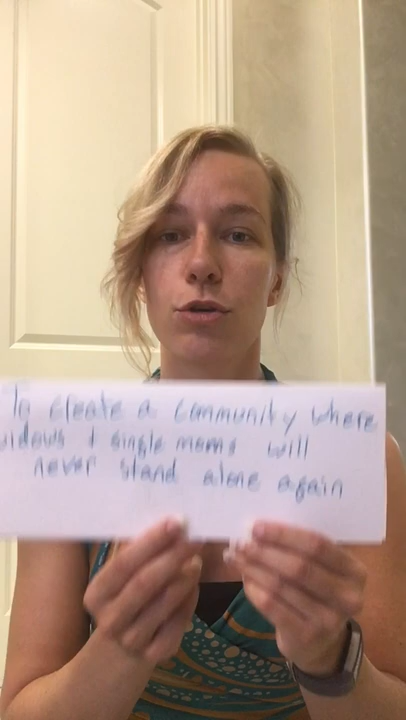 To create a community where
widows + single moms will
never stand alone again